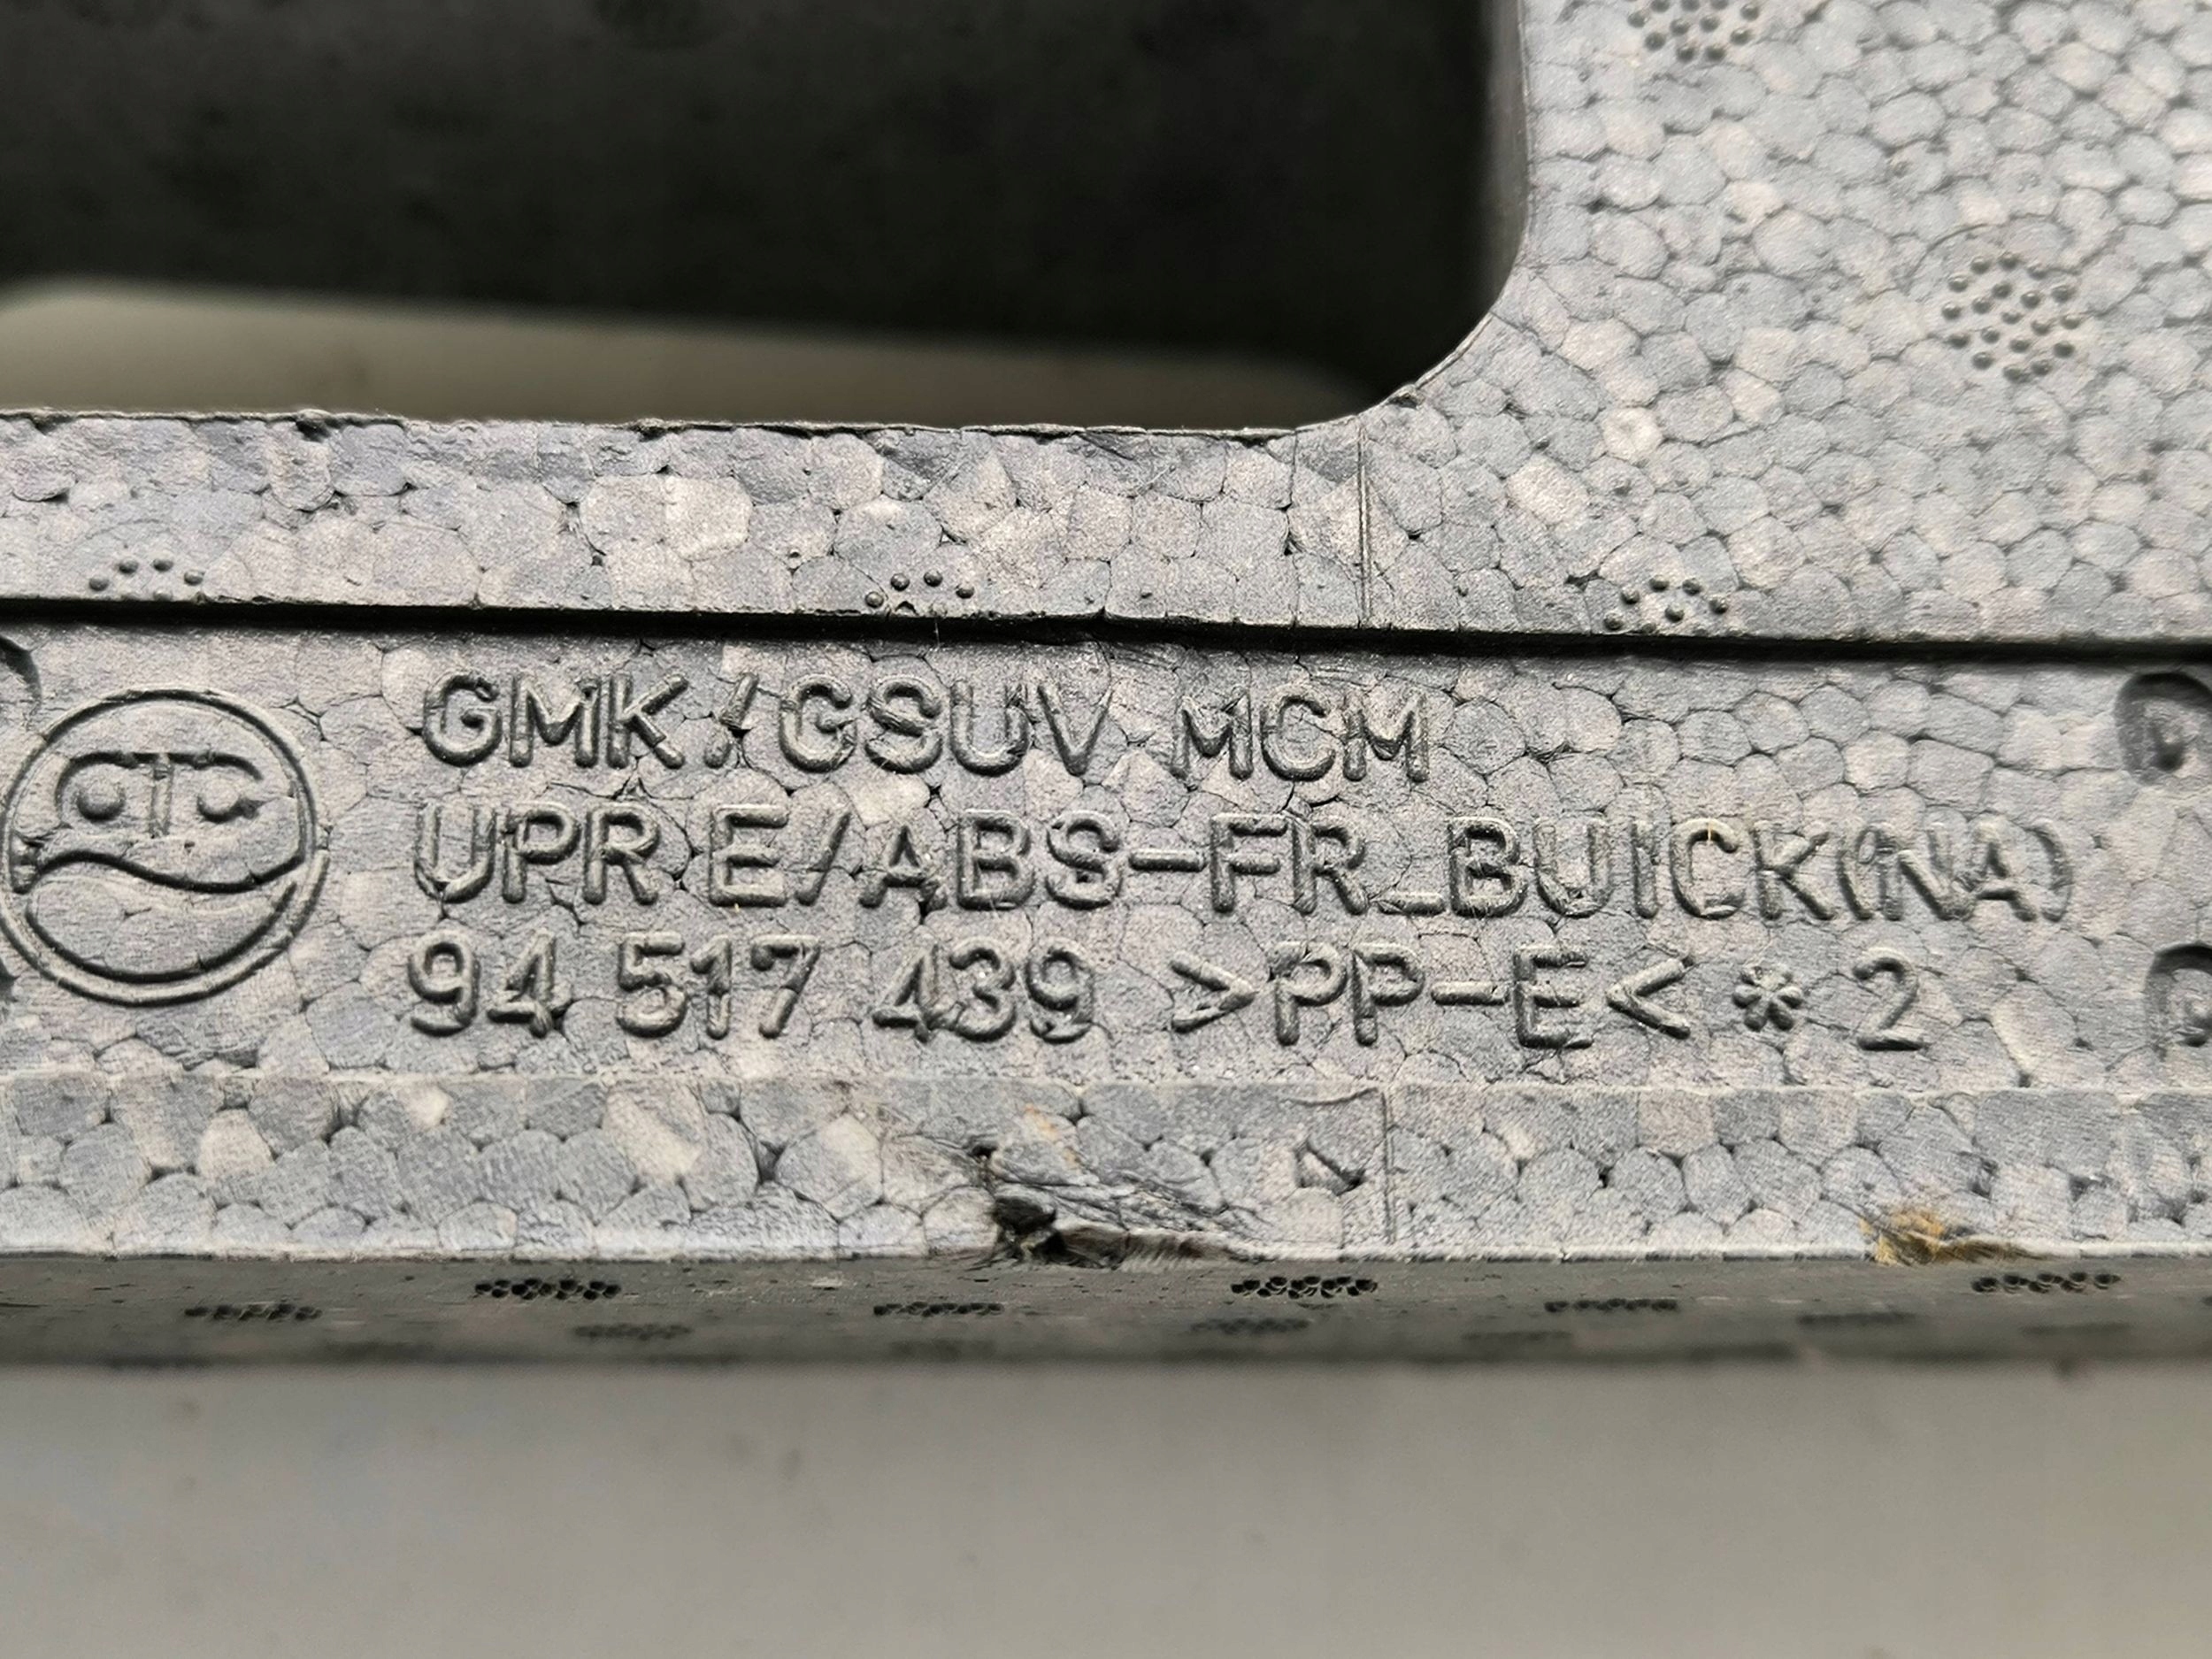 GMK/GSUV MCM
UPR E/ABS-FR_BUICK(NA)
94 517 439 >PP-E< * 2